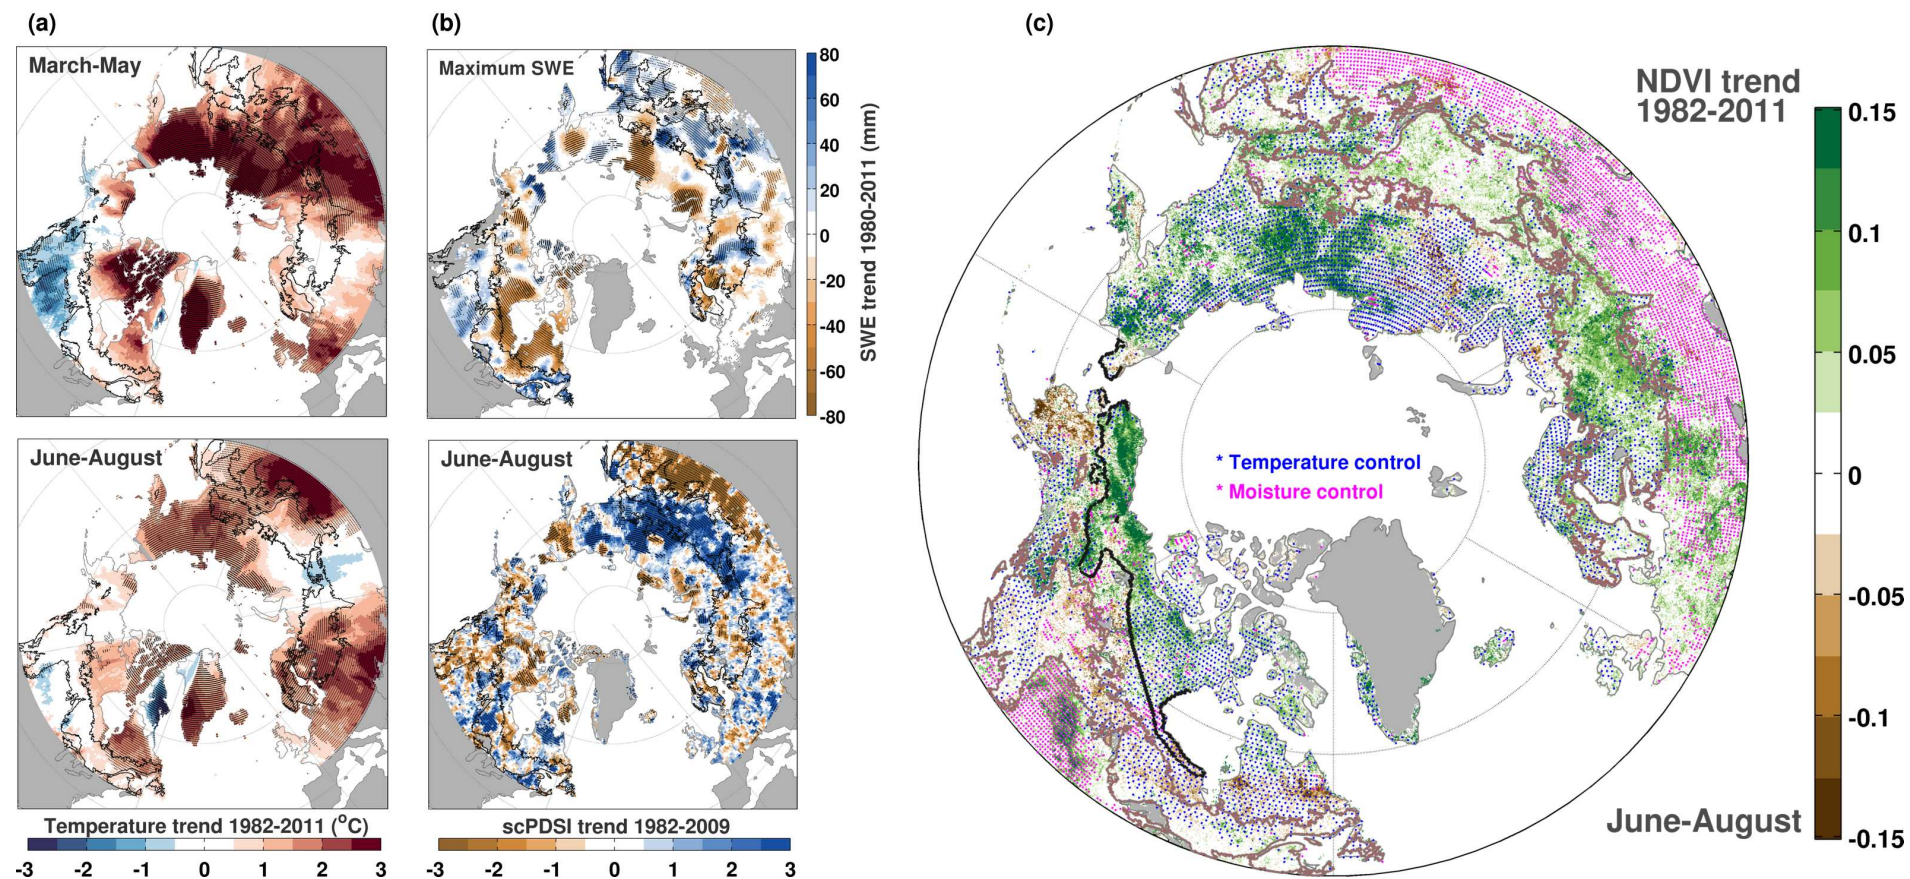 (a)
March-May
June-August
Temperature trend 1982-2011 (°C)
-3 -2 -1 0 1 2 3
(b)
Maximum SWE
80
60
40
20
0
-20
-40
-60
-80
SWE trend 1980-2011 (mm)
June-August
scPDSI trend 1982-2009
-3 -2 -1 0 1 2 3
(c)
NDVI trend
1982-2011
* Temperature control
* Moisture control
0.15
0.1
0.05
0
-0.05
-0.1
-0.15
June-August